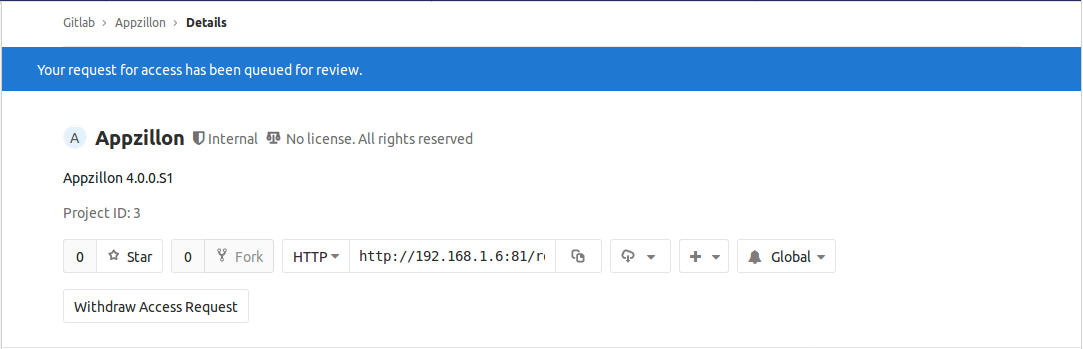 Gitlab › Appzillon › Details
Your request for access has been queued for review.
A Appzillon Internal No license. All rights reserved
Appzillon 4.0.0.S1
Project ID: 3
0 Star 0 Fork HTTP http://192.168.1.6:81/r Global
Withdraw Access Request